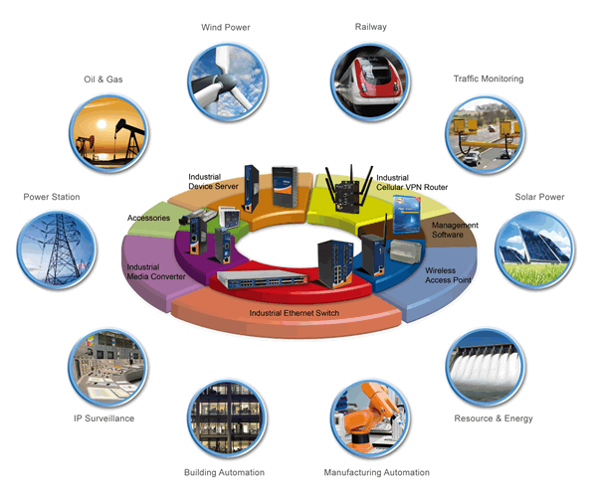 Wind Power
Railway
Oil & Gas
Traffic Monitoring
Industrial
Device Server
Industrial
Cellular VPN Router
Power Station
Solar Power
Accessories
Management
Software
Industrial
Media Converter
Wireless
Access Point
Industrial Ethernet Switch
IP Surveillance
Resource & Energy
Building Automation
Manufacturing Automation